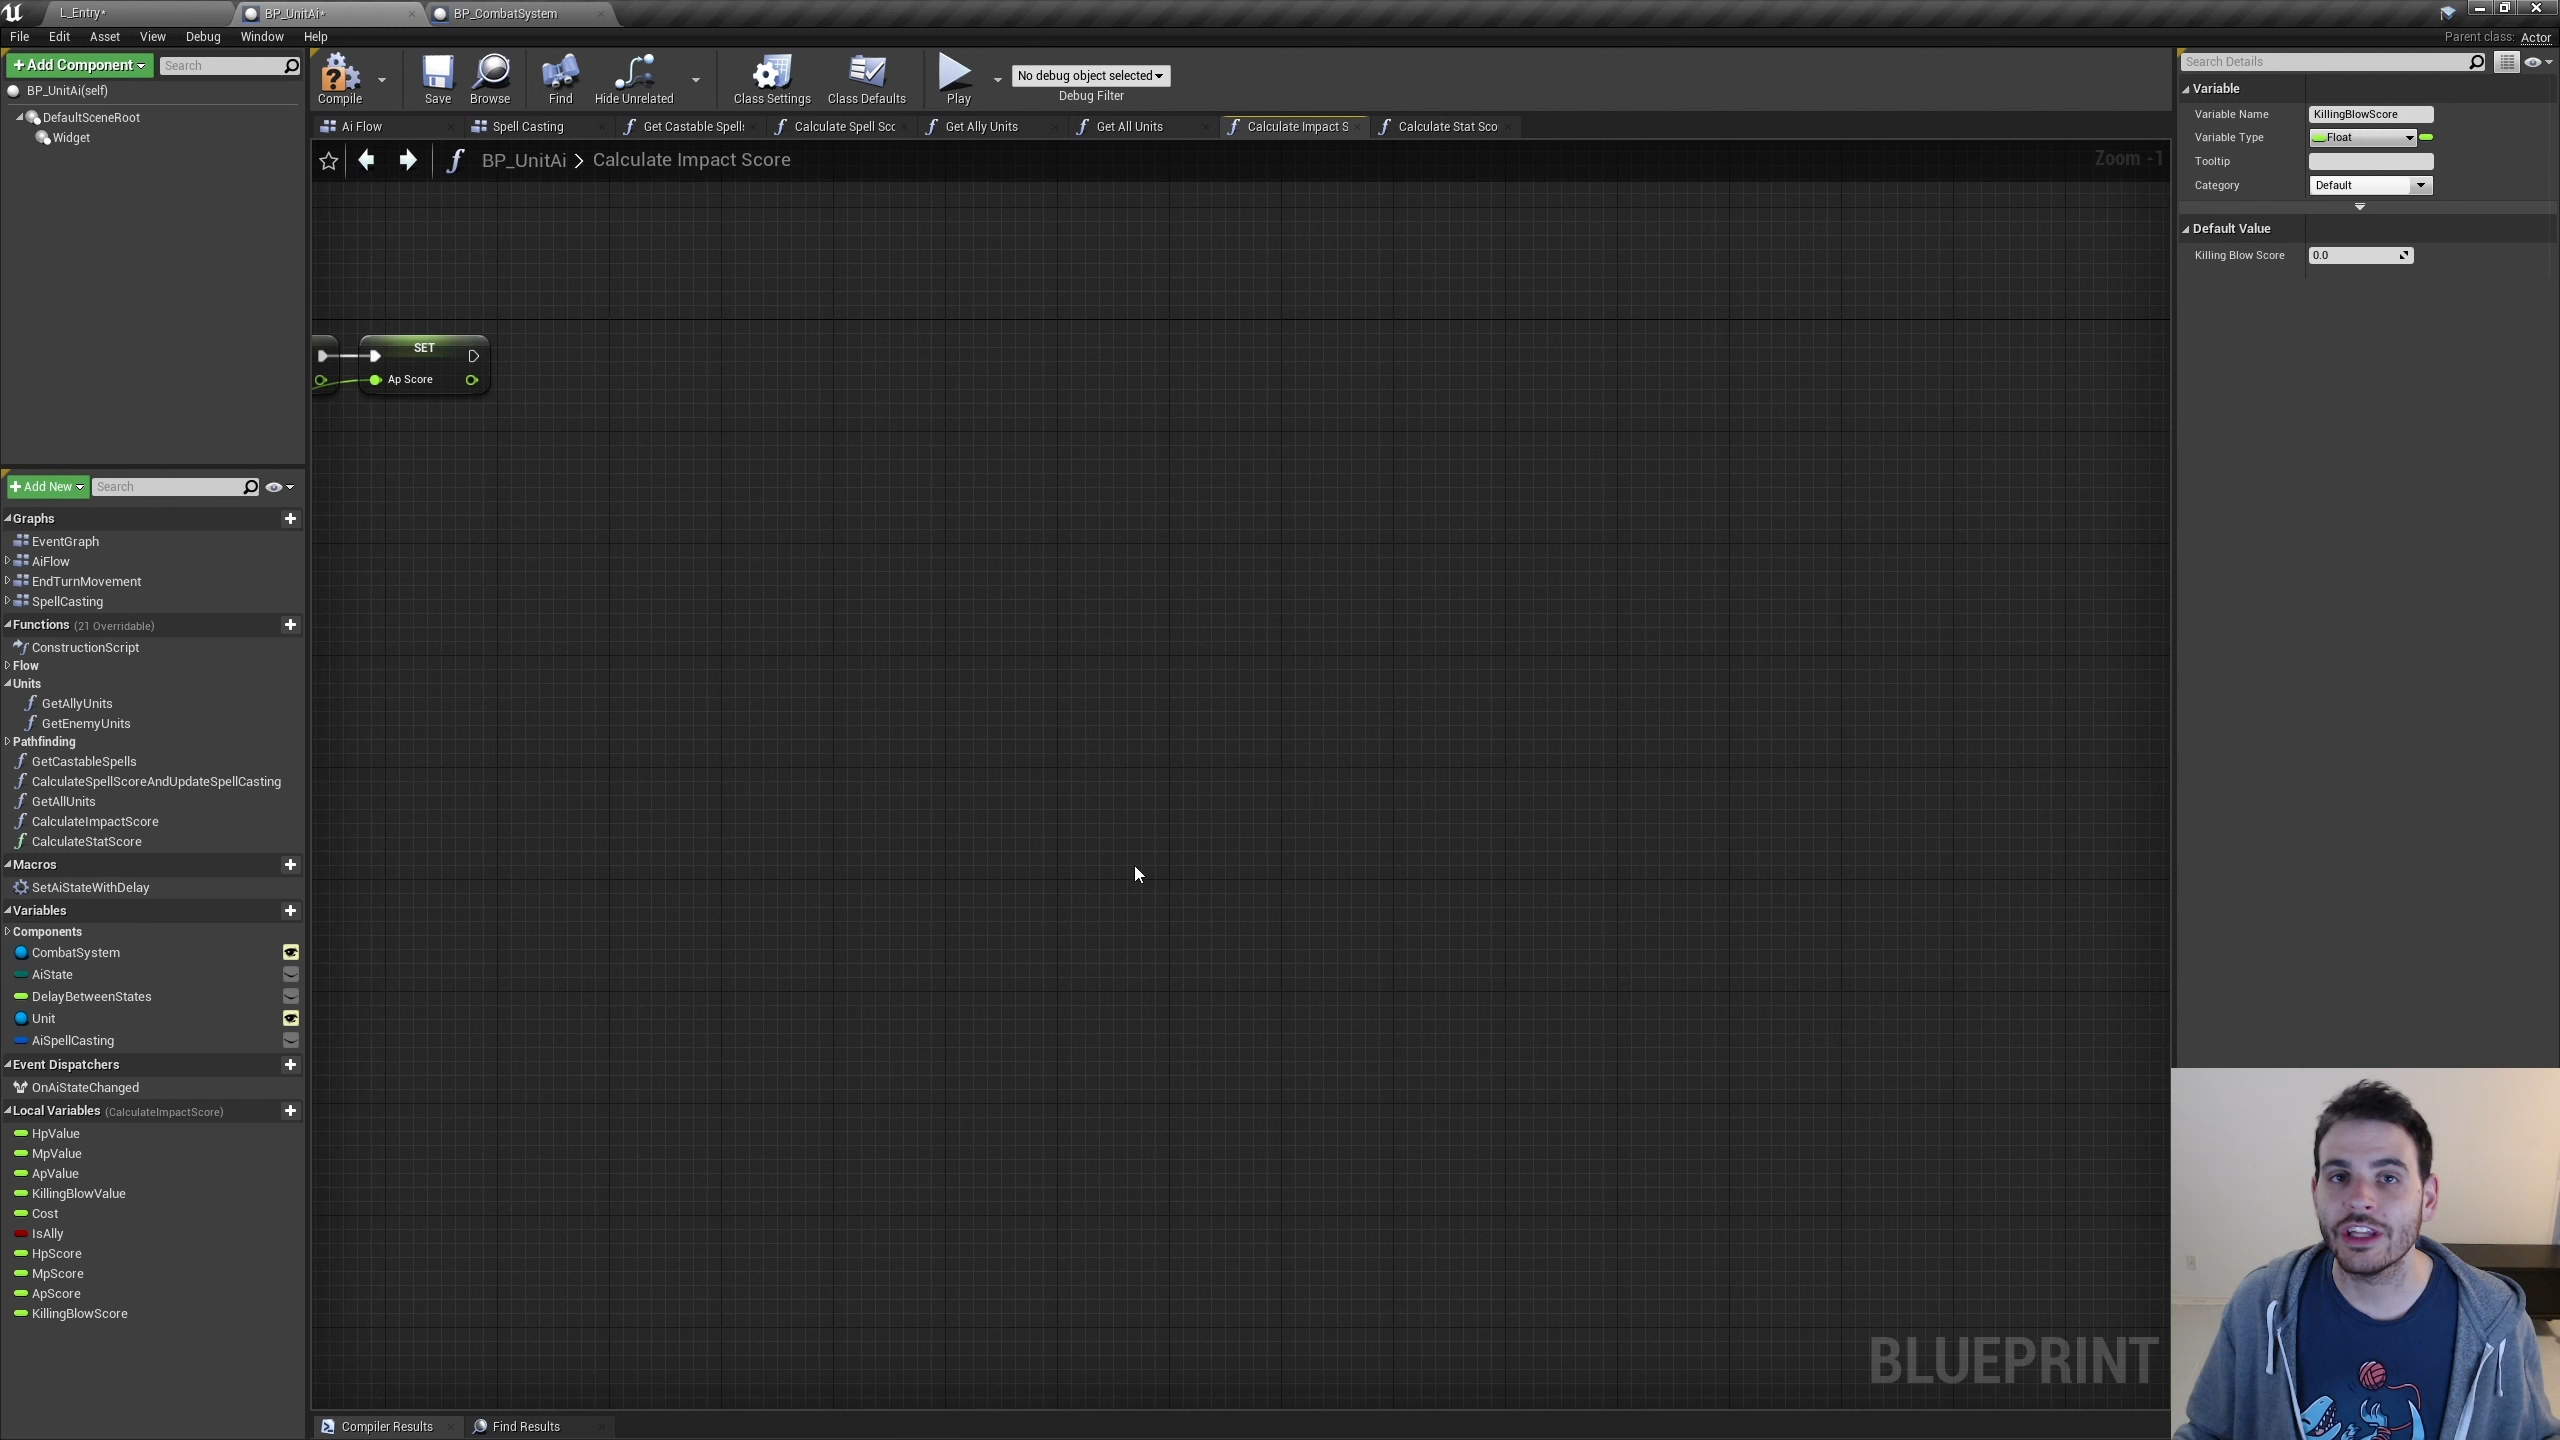 L_Entry*
BP_UnitAi*
BP_CombatSystem
File Edit Asset View Debug Window Help
Parent class: Actor
Add Component
Search
BP_UnitAi(self)
DefaultSceneRoot
Widget
Compile
Save
Browse
Find
Hide Unrelated
Class Settings
Class Defaults
Play
No debug object selected
Debug Filter
Ai Flow
Spell Casting
Get Castable Spells
Calculate Spell Sco
Get Ally Units
Get All Units
Calculate Impact S
Calculate Stat Sco
BP_UnitAi > Calculate Impact Score
Zoom -1
SET
Ap Score
BLUEPRINT
Add New
Search
Graphs
EventGraph
AiFlow
EndTurnMovement
SpellCasting
Functions (21 Overridable)
ConstructionScript
Flow
Units
GetAllyUnits
GetEnemyUnits
Pathfinding
GetCastableSpells
CalculateSpellScoreAndUpdateSpellCasting
GetAllUnits
CalculateImpactScore
CalculateStatScore
Macros
SetAiStateWithDelay
Variables
Components
CombatSystem
AiState
DelayBetweenStates
Unit
AiSpellCasting
Event Dispatchers
OnAiStateChanged
Local Variables (CalculateImpactScore)
HpValue
MpValue
ApValue
KillingBlowValue
Cost
IsAlly
HpScore
MpScore
ApScore
KillingBlowScore
Compiler Results
Find Results
Search Details
Variable
Variable Name KillingBlowScore
Variable Type Float
Tooltip
Category Default
Default Value
Killing Blow Score 0.0